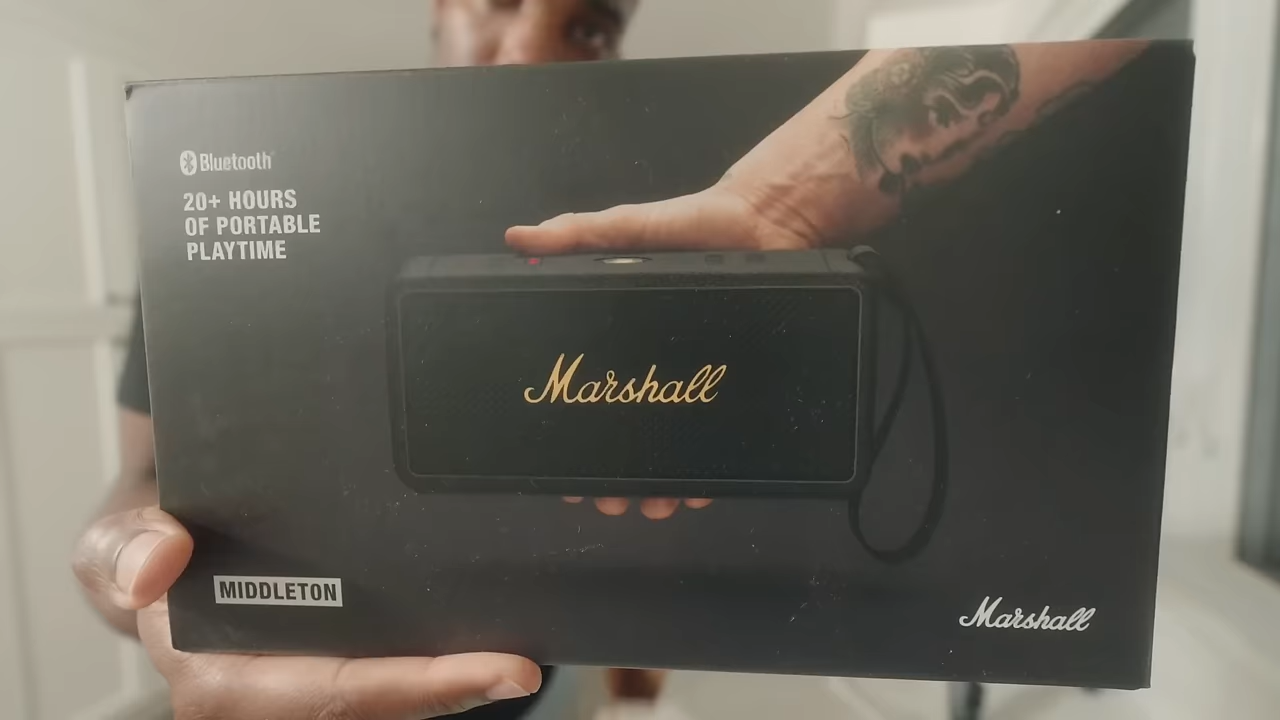 Bluetooth
20+ HOURS
OF PORTABLE
PLAYTIME
Marshall
MIDDLETON
Marshall